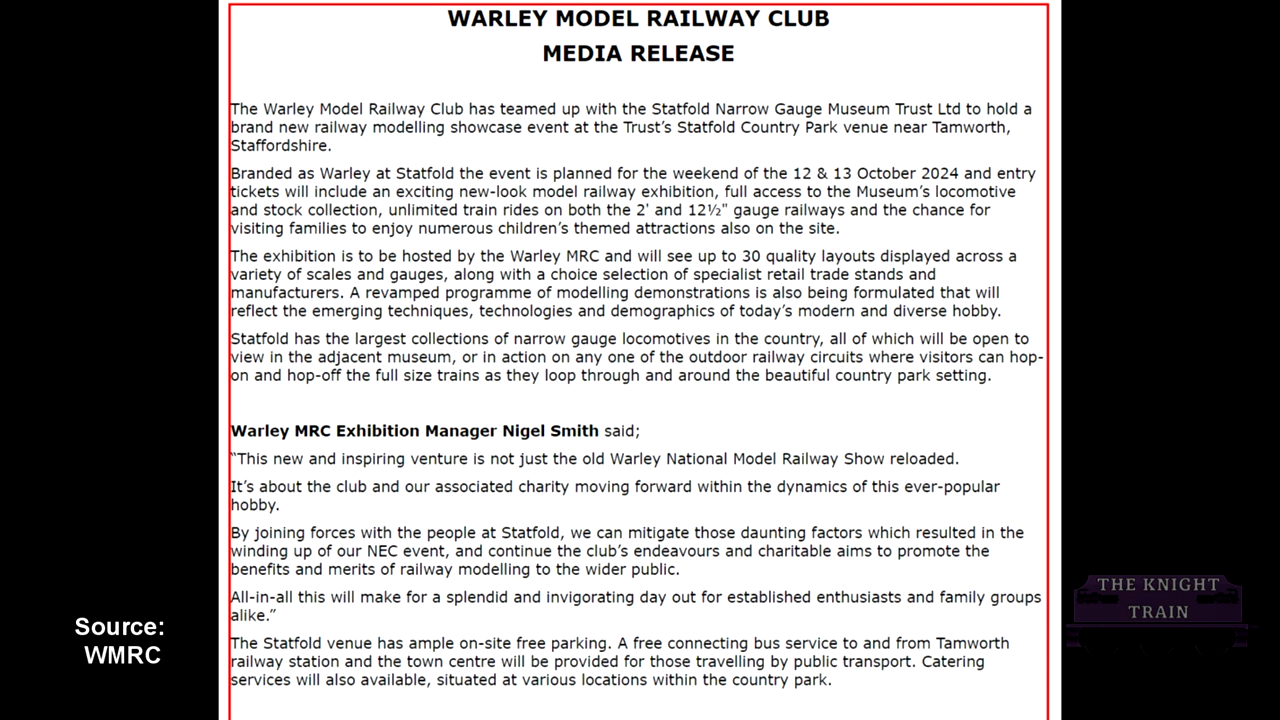 WARLEY MODEL RAILWAY CLUB
MEDIA RELEASE
The Warley Model Railway Club has teamed up with the Statfold Narrow Gauge Museum Trust Ltd to hold a
brand new railway modelling showcase event at the Trust’s Statfold Country Park venue near Tamworth,
Staffordshire.
Branded as Warley at Statfold the event is planned for the weekend of the 12 & 13 October 2024 and entry
tickets will include an exciting new-look model railway exhibition, full access to the Museum’s locomotive
and stock collection, unlimited train rides on both the 2' and 12½" gauge railways and the chance for
visiting families to enjoy numerous children’s themed attractions also on the site.
The exhibition is to be hosted by the Warley MRC and will see up to 30 quality layouts displayed across a
variety of scales and gauges, along with a choice selection of specialist retail trade stands and
manufacturers. A revamped programme of modelling demonstrations is also being formulated that will
reflect the emerging techniques, technologies and demographics of today’s modern and diverse hobby.
Statfold has the largest collections of narrow gauge locomotives in the country, all of which will be open to
view in the adjacent museum, or in action on any one of the outdoor railway circuits where visitors can hop-
on and hop-off the full size trains as they loop through and around the beautiful country park setting.
Warley MRC Exhibition Manager Nigel Smith said;
“This new and inspiring venture is not just the old Warley National Model Railway Show reloaded.
It’s about the club and our associated charity moving forward within the dynamics of this ever-popular
hobby.
By joining forces with the people at Statfold, we can mitigate those daunting factors which resulted in the
winding up of our NEC event, and continue the club’s endeavours and charitable aims to promote the
benefits and merits of railway modelling to the wider public.
All-in-all this will make for a splendid and invigorating day out for established enthusiasts and family groups
alike.”
The Statfold venue has ample on-site free parking. A free connecting bus service to and from Tamworth
railway station and the town centre will be provided for those travelling by public transport. Catering
services will also available, situated at various locations within the country park.
Source:
WMRC
THE KNIGHT
TRAIN